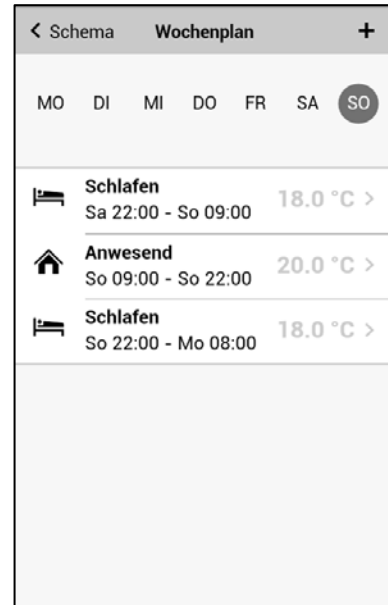 Schema Wochenplan +
MO DI MI DO FR SA SO
Schlafen
Sa 22:00 - So 09:00 18.0 °C >
Anwesend
So 09:00 - So 22:00 20.0 °C >
Schlafen
So 22:00 - Mo 08:00 18.0 °C >